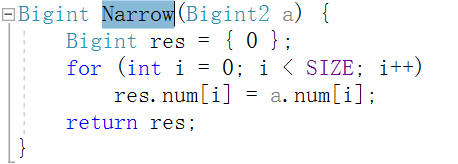 Bigint Narrow(Bigint2 a) {
    Bigint res = { 0 };
    for (int i = 0; i < SIZE; i++)
        res.num[i] = a.num[i];
    return res;
}